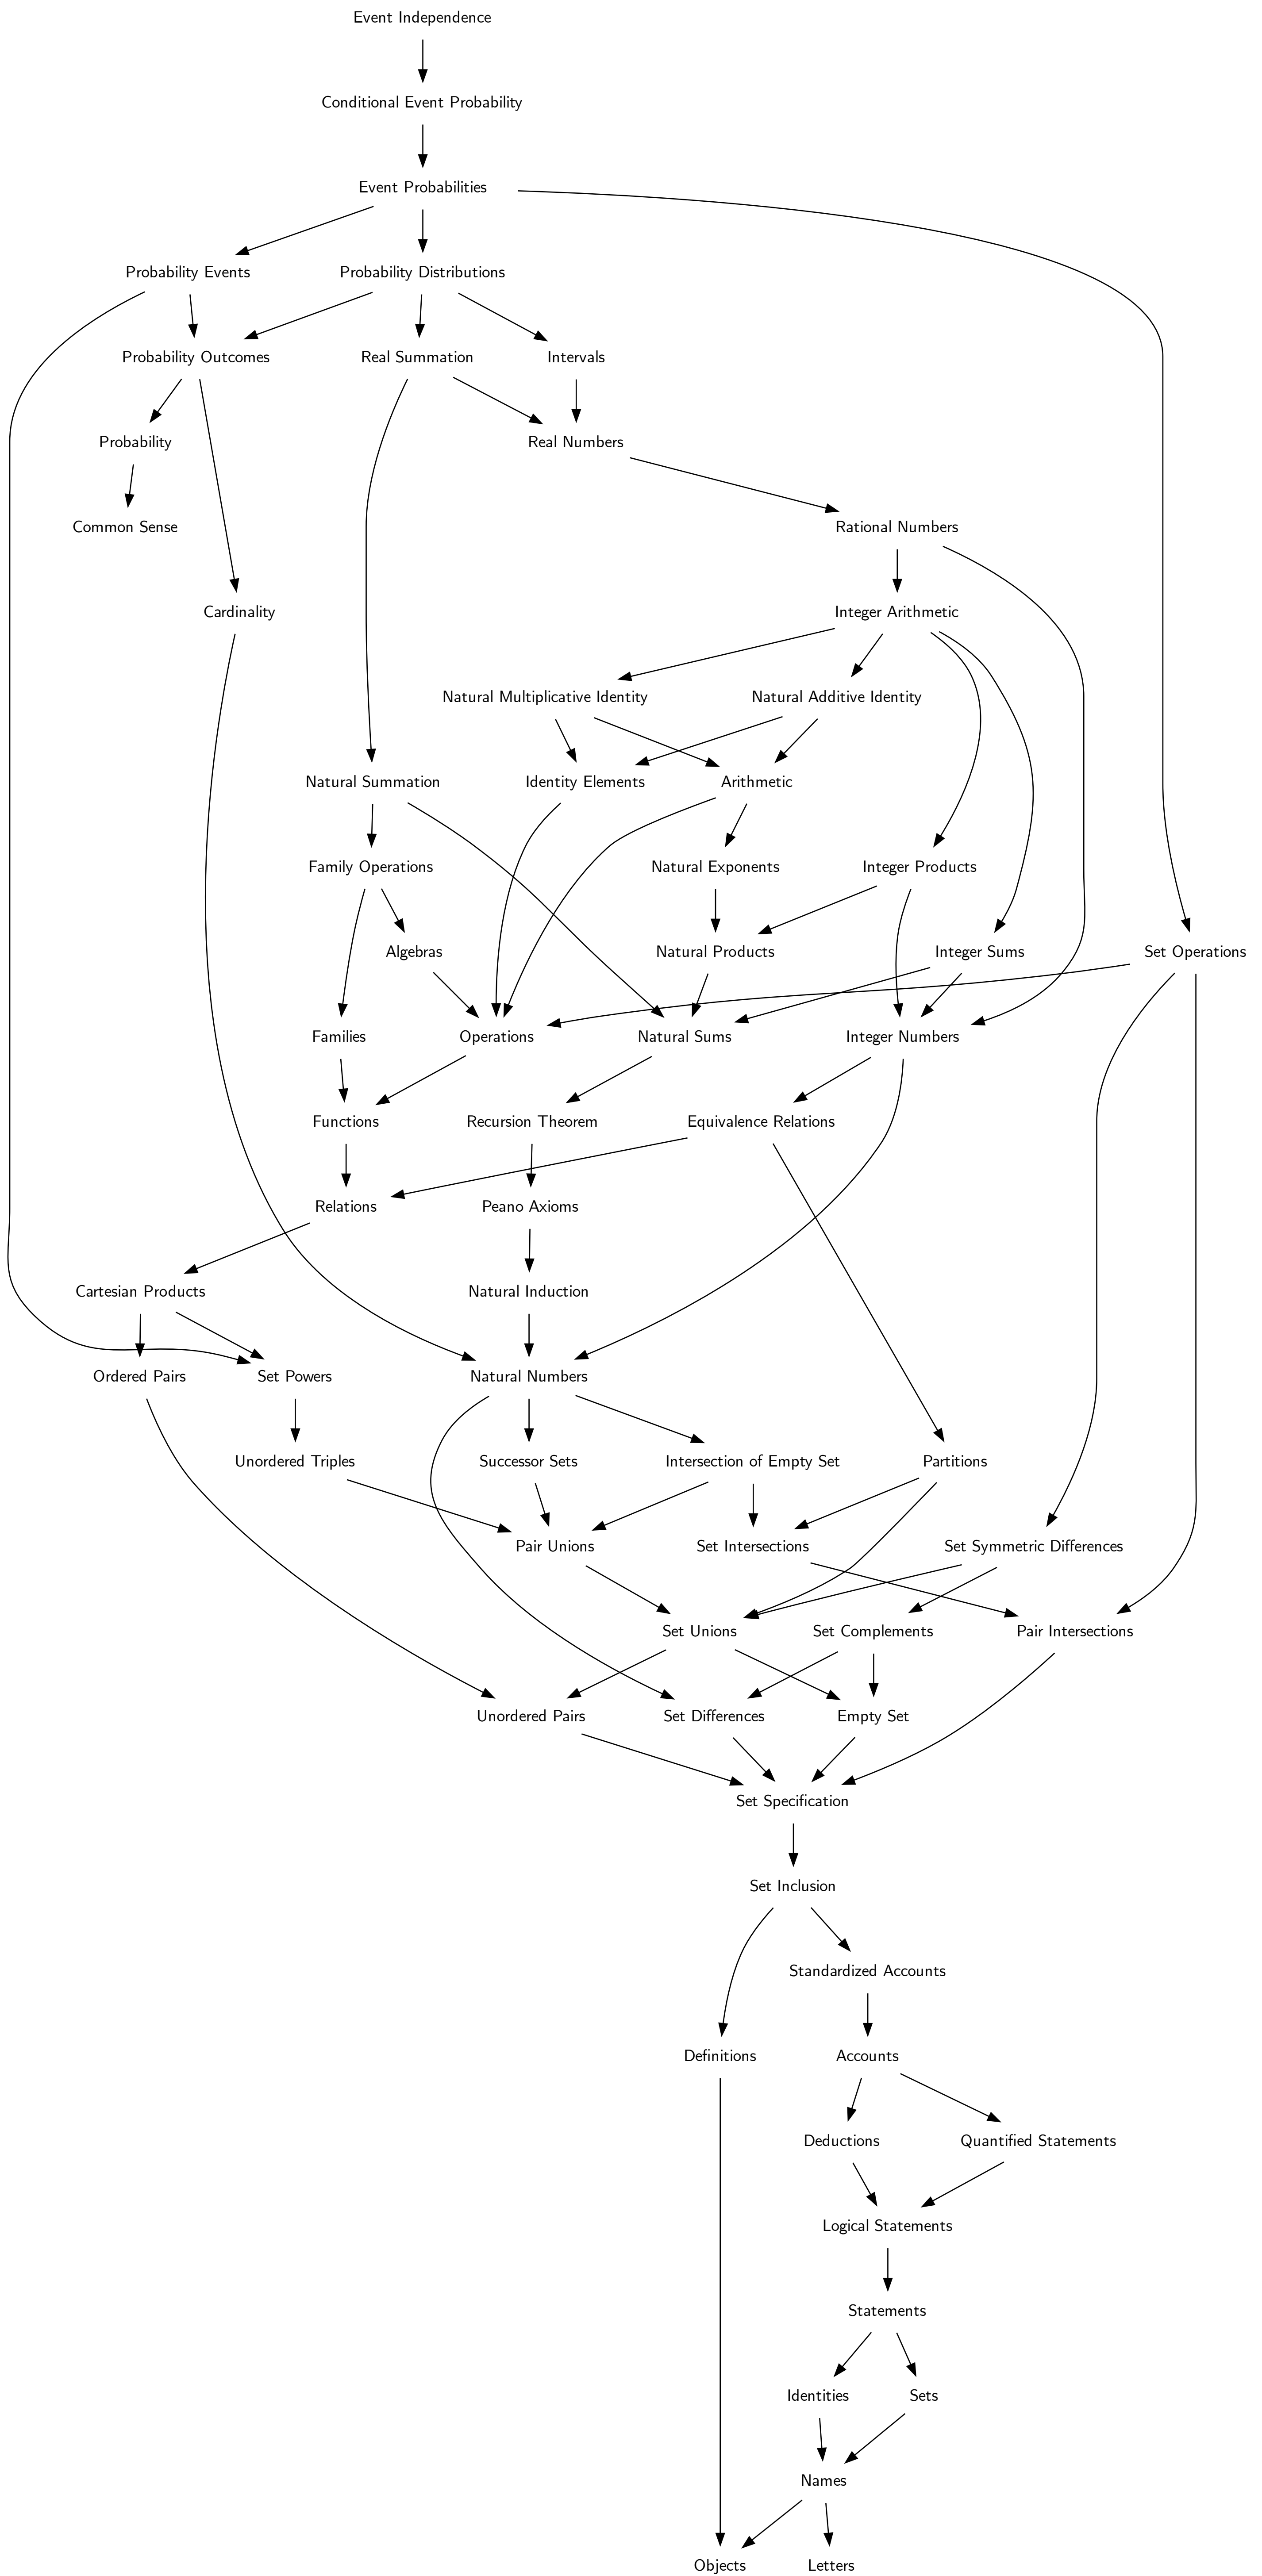 Event Independence
Conditional Event Probability
Event Probabilities
Probability Events
Probability Distributions
Probability Outcomes
Real Summation
Intervals
Probability
Real Numbers
Common Sense
Rational Numbers
Cardinality
Integer Arithmetic
Natural Multiplicative Identity
Natural Additive Identity
Natural Summation
Identity Elements
Arithmetic
Family Operations
Natural Exponents
Integer Products
Algebras
Natural Products
Integer Sums
Set Operations
Families
Operations
Natural Sums
Integer Numbers
Functions
Recursion Theorem
Equivalence Relations
Relations
Peano Axioms
Cartesian Products
Natural Induction
Ordered Pairs
Set Powers
Natural Numbers
Unordered Triples
Successor Sets
Intersection of Empty Set
Partitions
Pair Unions
Set Intersections
Set Symmetric Differences
Set Unions
Set Complements
Pair Intersections
Unordered Pairs
Set Differences
Empty Set
Set Specification
Set Inclusion
Standardized Accounts
Definitions
Accounts
Deductions
Quantified Statements
Logical Statements
Statements
Identities
Sets
Names
Objects
Letters